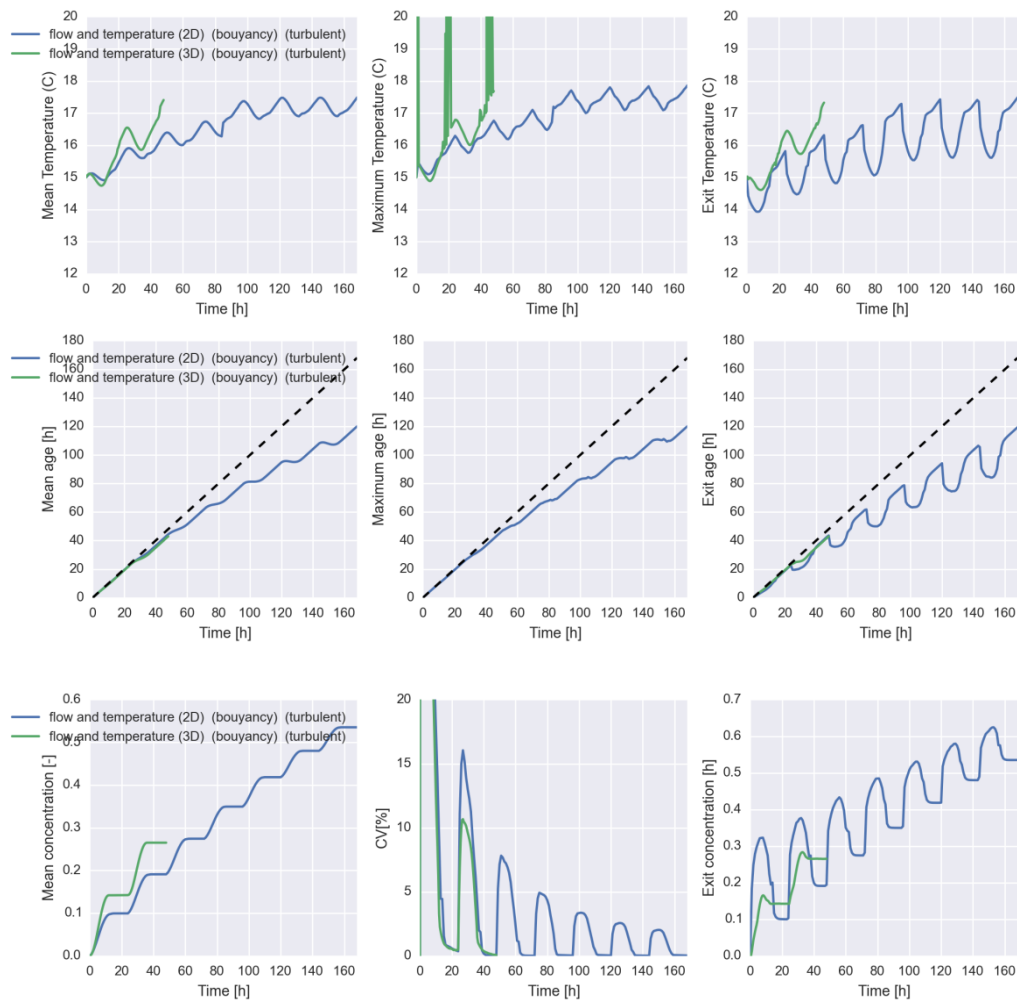 flow and temperature (2D) (bouyancy) (turbulent)
flow and temperature (3D) (bouyancy) (turbulent)
Mean Temperature (C)
20
19
18
17
16
15
14
13
12
0 20 40 60 80 100 120 140 160
Time [h]
Maximum Temperature (C)
20
19
18
17
16
15
14
13
12
0 20 40 60 80 100 120 140 160
Time [h]
Exit Temperature (C)
20
19
18
17
16
15
14
13
12
0 20 40 60 80 100 120 140 160
Time [h]
flow and temperature (2D) (bouyancy) (turbulent)
flow and temperature (3D) (bouyancy) (turbulent)
Mean age [h]
180
160
140
120
100
80
60
40
20
0
0 20 40 60 80 100 120 140 160
Time [h]
Maximum age [h]
180
160
140
120
100
80
60
40
20
0
0 20 40 60 80 100 120 140 160
Time [h]
Exit age [h]
180
160
140
120
100
80
60
40
20
0
0 20 40 60 80 100 120 140 160
Time [h]
flow and temperature (2D) (bouyancy) (turbulent)
flow and temperature (3D) (bouyancy) (turbulent)
Mean concentration [-]
0.6
0.5
0.4
0.3
0.2
0.1
0.0
0 20 40 60 80 100 120 140 160
Time [h]
CV[%]
20
15
10
5
0
0 20 40 60 80 100 120 140 160
Time [h]
Exit concentration [h]
0.7
0.6
0.5
0.4
0.3
0.2
0.1
0.0
0 20 40 60 80 100 120 140 160
Time [h]